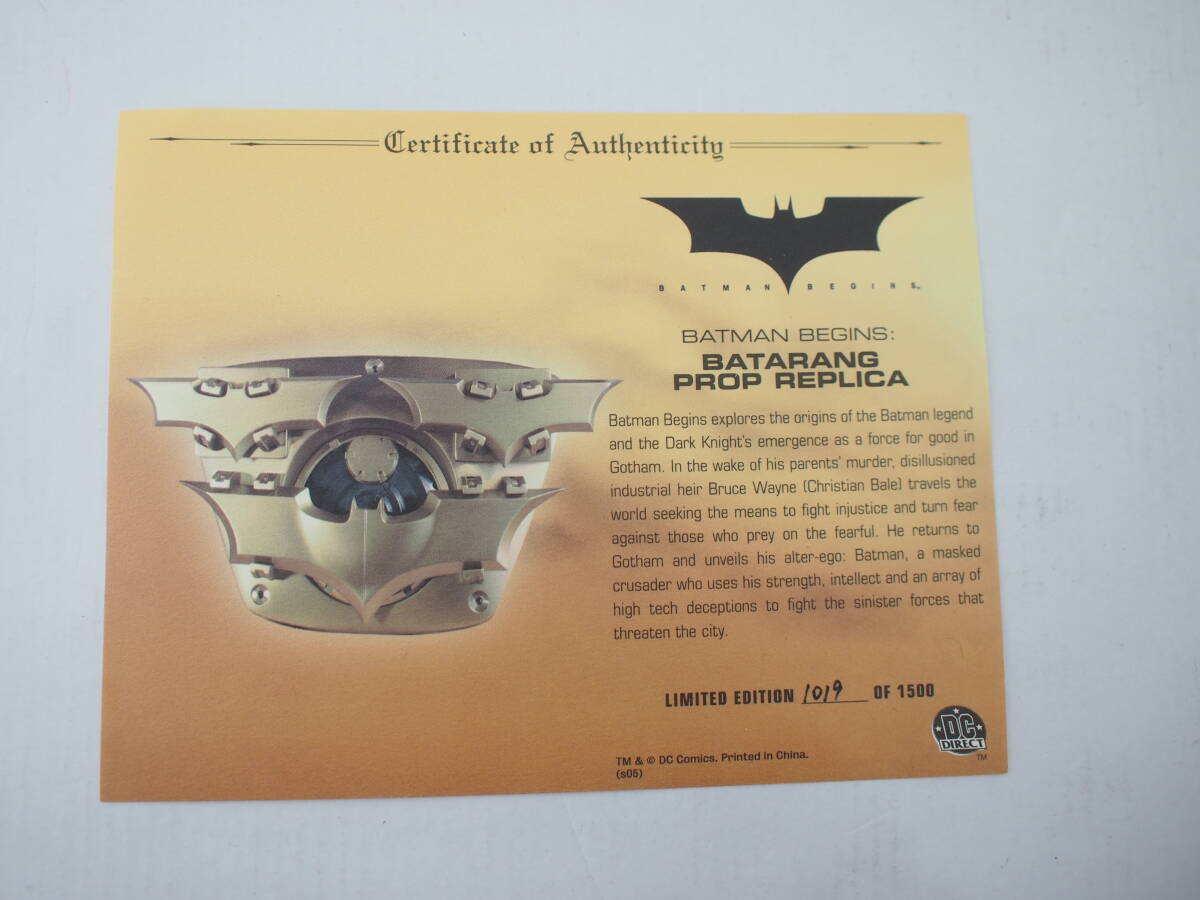 Certificate of Authenticity
BATMAN BEGINS™
BATMAN BEGINS:
BATARANG
PROP REPLICA
Batman Begins explores the origins of the Batman legend
and the Dark Knight's emergence as a force for good in
Gotham. In the wake of his parents' murder, disillusioned
industrial heir Bruce Wayne (Christian Bale) travels the
world seeking the means to fight injustice and turn fear
against those who prey on the fearful. He returns to
Gotham and unveils his alter-ego: Batman, a masked
crusader who uses his strength, intellect and an array of
high tech deceptions to fight the sinister forces that
threaten the city.
LIMITED EDITION 1019 OF 1500
DC
DIRECT
TM
TM & © DC Comics. Printed in China.
(s05)